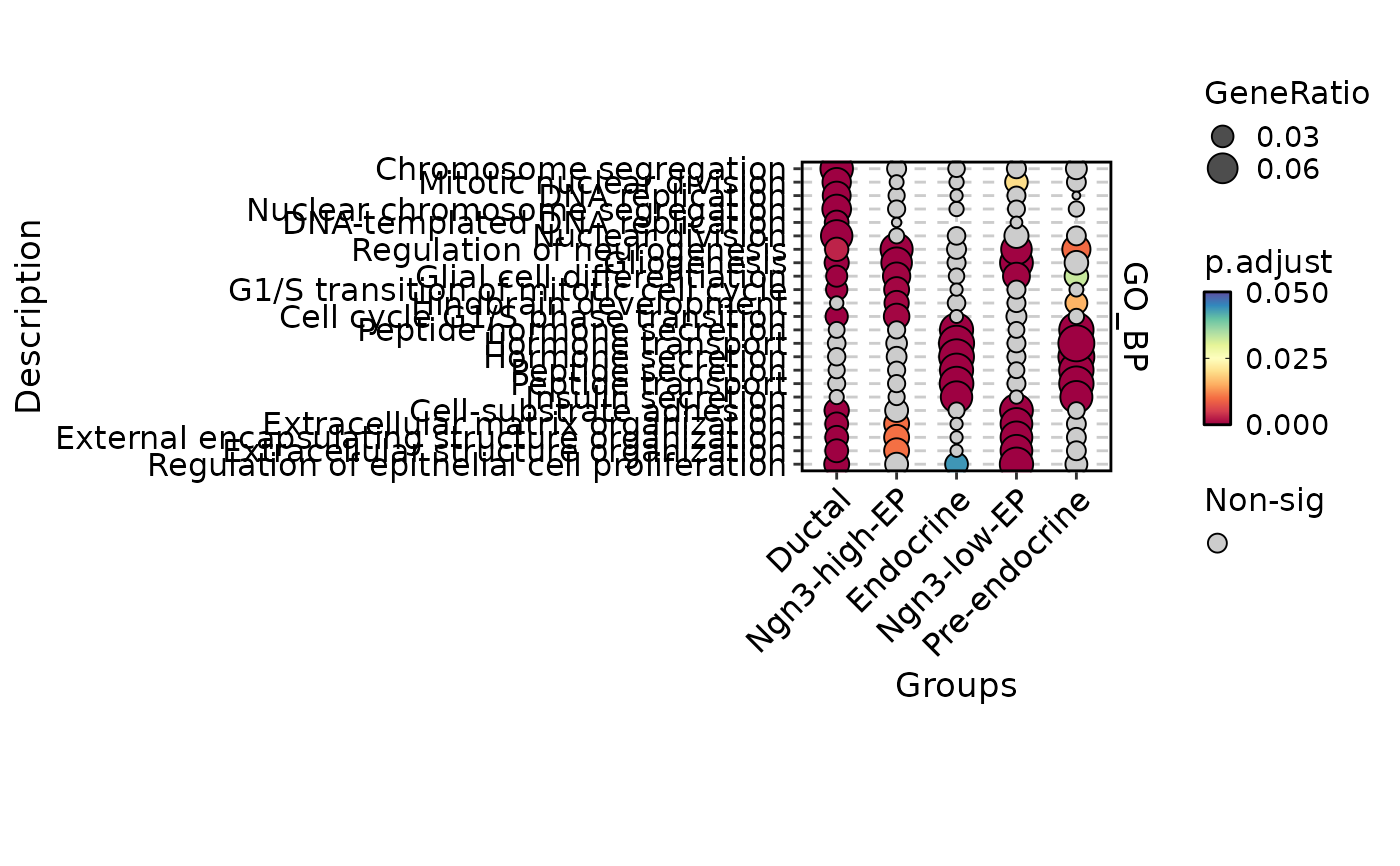 Description
Chromosome segregation
Mitotic nuclear division
DNA replication
Nuclear chromosome segregation
DNA-templated DNA replication
Nuclear division
Regulation of neurogenesis
Gliogenesis
Glial cell differentiation
G1/S transition of mitotic cell cycle
Hindbrain development
Cell cycle G1/S phase transition
Peptide hormone secretion
Hormone transport
Hormone secretion
Peptide secretion
Peptide transport
Insulin secretion
Cell-substrate adhesion
Extracellular matrix organization
External encapsulating structure organization
Extracellular structure organization
Regulation of epithelial cell proliferation
GO_BP
Ductal
Ngn3-high-EP
Endocrine
Ngn3-low-EP
Pre-endocrine
Groups
GeneRatio
0.03
0.06
p.adjust
0.050
0.025
0.000
Non-sig